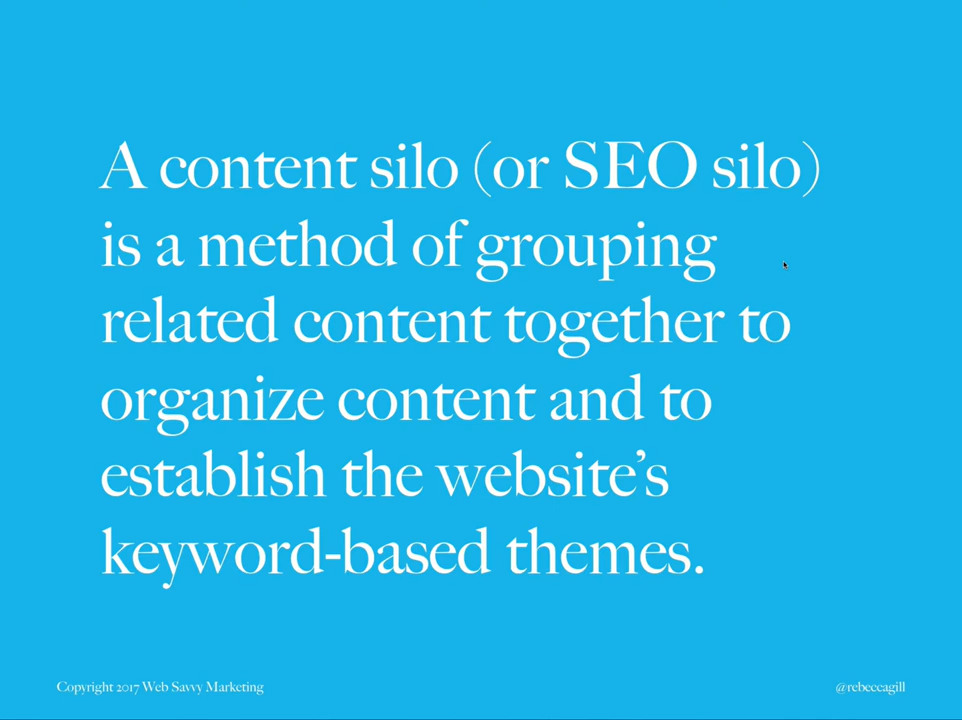 A content silo (or SEO silo)
is a method of grouping
related content together to
organize content and to
establish the website’s
keyword-based themes.
Copyright 2017 Web Savvy Marketing
@rebeccagill